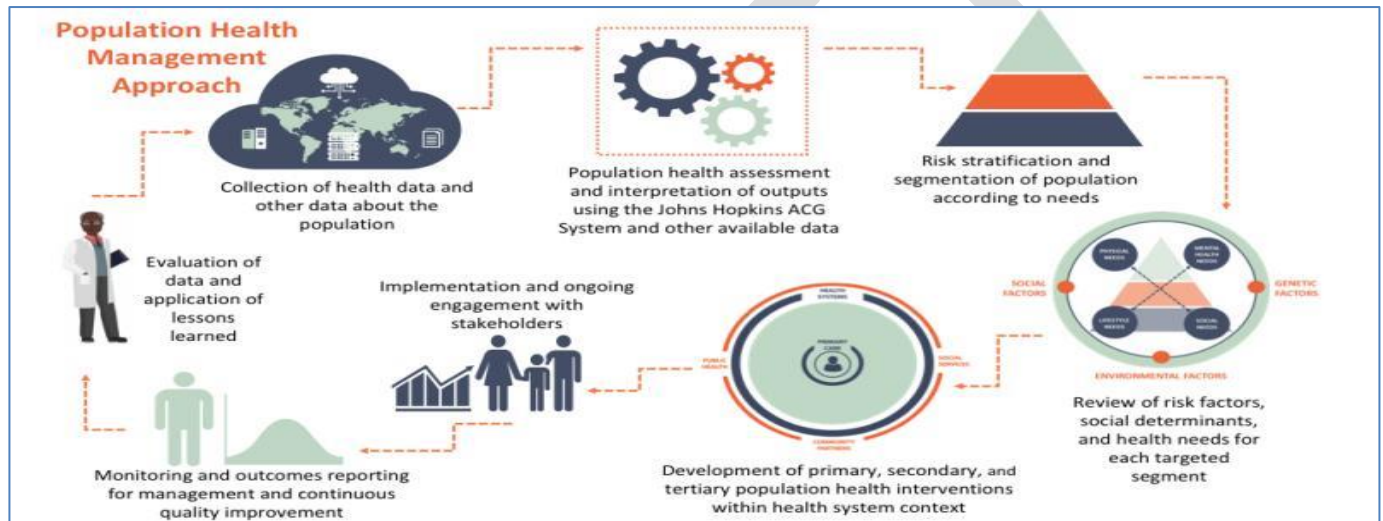 Population Health
Management
Approach
Collection of health data and
other data about the
population
Population health assessment
and interpretation of outputs
using the Johns Hopkins ACG
System and other available data
Risk stratification and
segmentation of population
according to needs
PHYSICAL
NEEDS
MENTAL
HEALTH
NEEDS
SOCIAL
FACTORS
GENETIC
FACTORS
LIFESTYLE
NEEDS
SOCIAL
NEEDS
ENVIRONMENTAL FACTORS
Review of risk factors,
social determinants,
and health needs for
each targeted
segment
HEALTH
SYSTEMS
PRIMARY
CARE
PUBLIC
HEALTH
SOCIAL
SERVICES
COMMUNITY
PARTNERS
Development of primary, secondary, and
tertiary population health interventions
within health system context
Implementation and ongoing
engagement with
stakeholders
Monitoring and outcomes reporting
for management and continuous
quality improvement
Evaluation of
data and
application of
lessons
learned